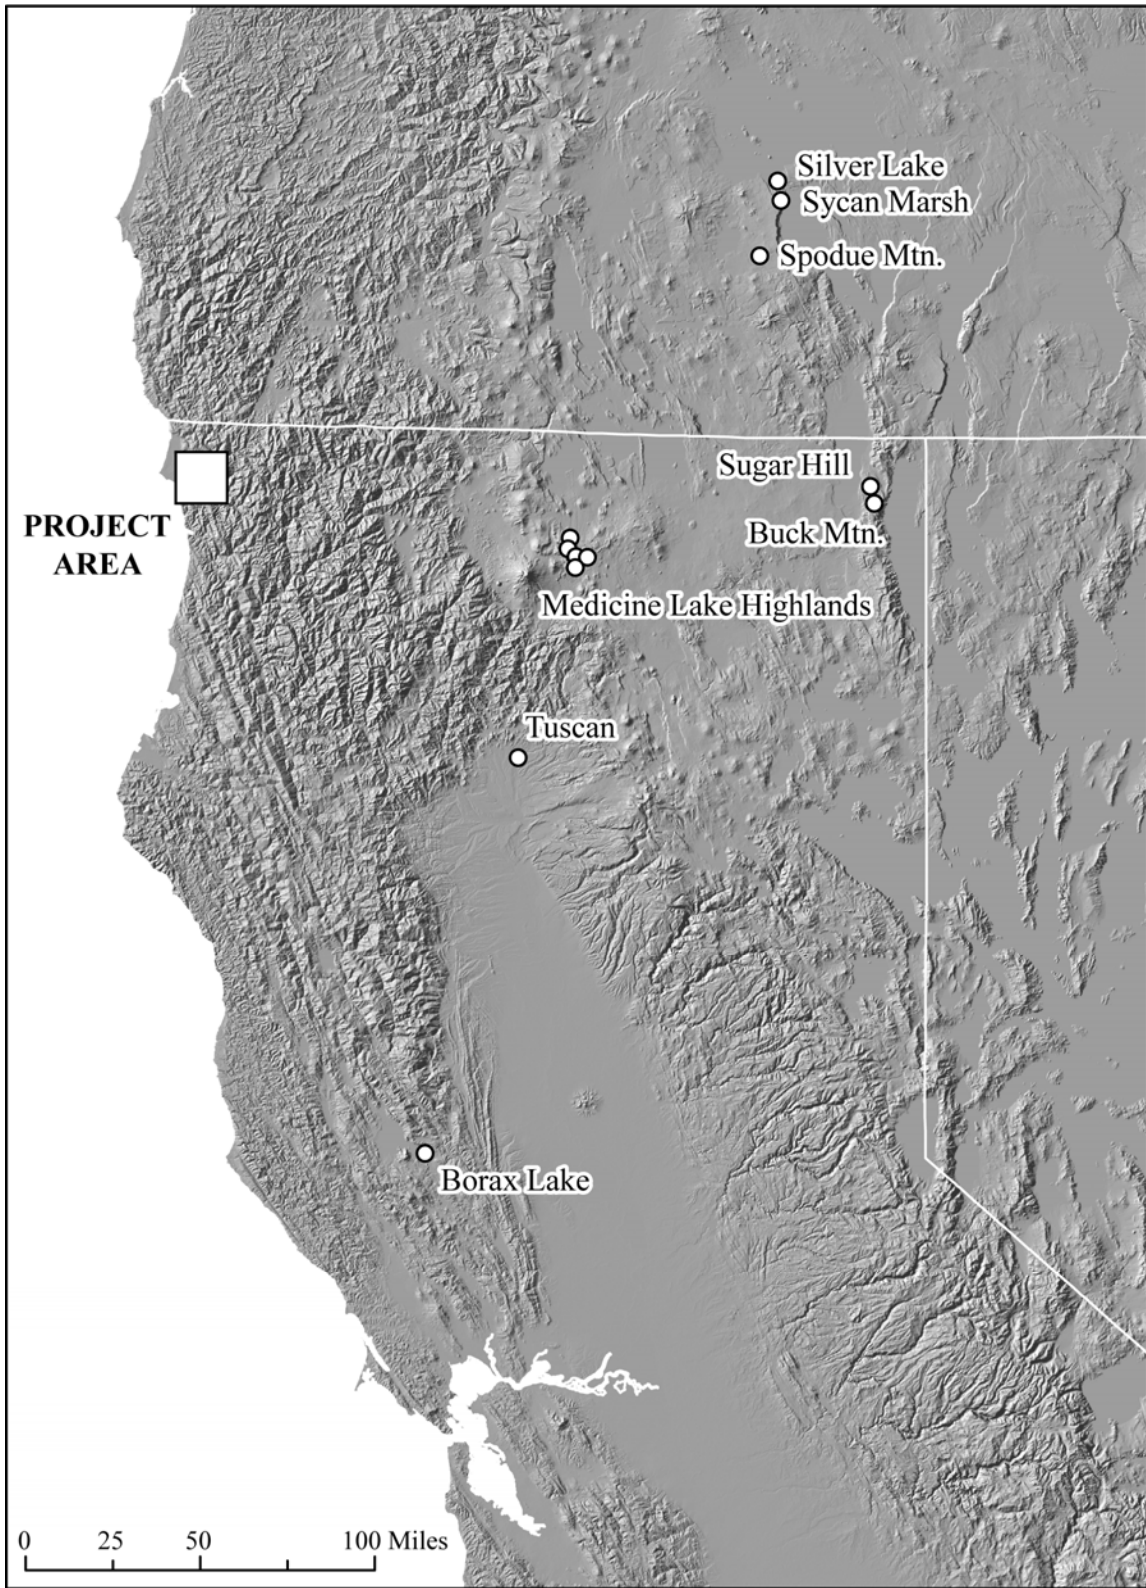 Silver Lake
Sycan Marsh
Spodue Mtn.
Sugar Hill
PROJECT
AREA
Buck Mtn.
Medicine Lake Highlands
Tuscan
Borax Lake
0 25 50 100 Miles